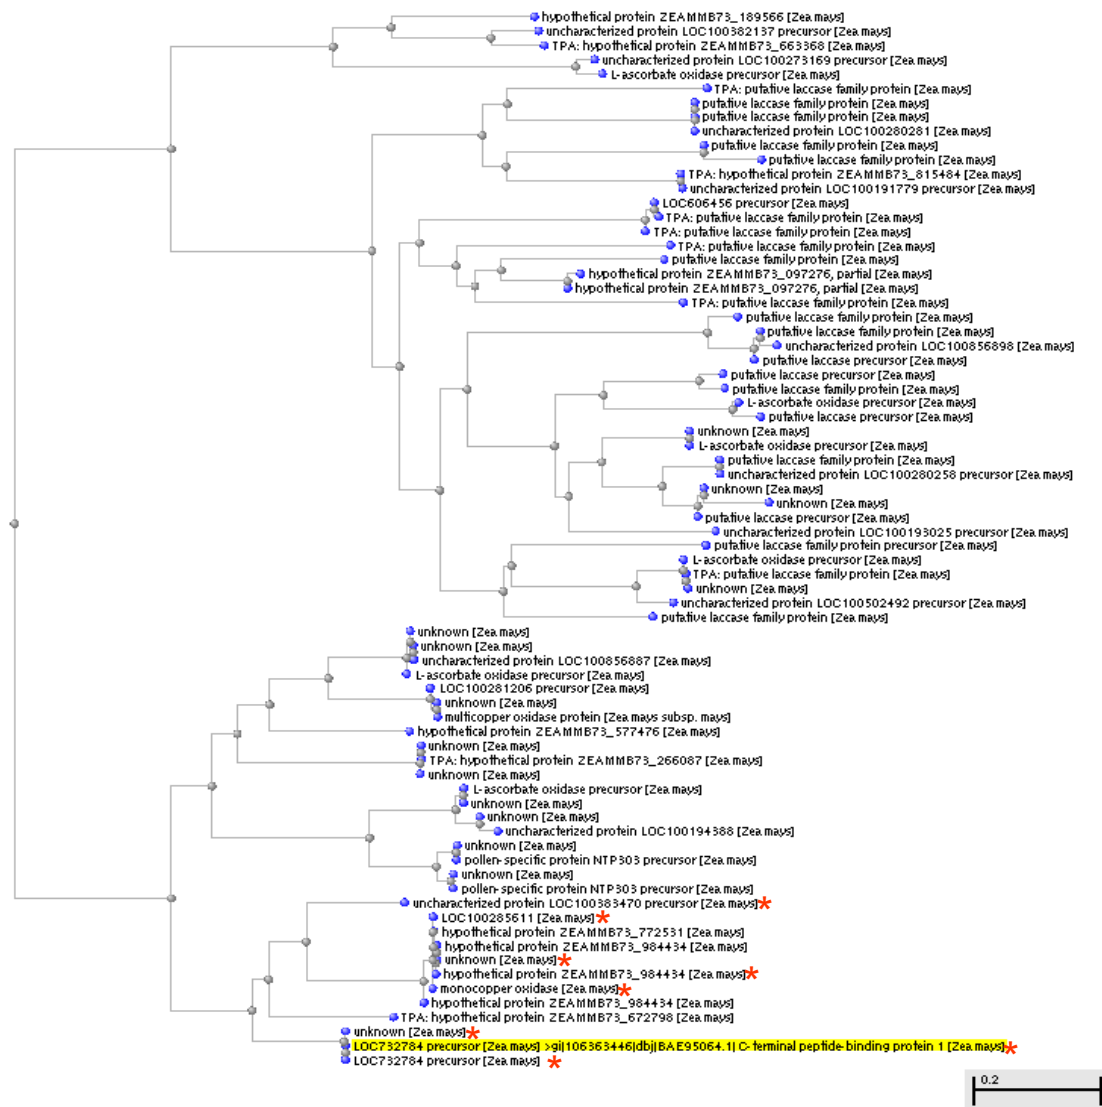 hypothetical protein ZEAMMB73_189566 [Zea mays]
uncharacterized protein LOC100382137 precursor [Zea mays]
TPA: hypothetical protein ZEAMMB73_663368 [Zea mays]
uncharacterized protein LOC100273169 precursor [Zea mays]
L-ascorbate oxidase precursor [Zea mays]
TPA: putative laccase family protein [Zea mays]
putative laccase family protein [Zea mays]
putative laccase family protein [Zea mays]
uncharacterized protein LOC100280281 [Zea mays]
putative laccase family protein [Zea mays]
putative laccase family protein [Zea mays]
TPA: hypothetical protein ZEAMMB73_815484 [Zea mays]
uncharacterized protein LOC100191779 precursor [Zea mays]
LOC606456 precursor [Zea mays]
TPA: putative laccase family protein [Zea mays]
TPA: putative laccase family protein [Zea mays]
TPA: putative laccase family protein [Zea mays]
putative laccase family protein [Zea mays]
hypothetical protein ZEAMMB73_097276, partial [Zea mays]
hypothetical protein ZEAMMB73_097276, partial [Zea mays]
TPA: putative laccase family protein [Zea mays]
putative laccase family protein [Zea mays]
putative laccase family protein [Zea mays]
uncharacterized protein LOC100856898 [Zea mays]
putative laccase precursor [Zea mays]
putative laccase precursor [Zea mays]
putative laccase family protein [Zea mays]
L-ascorbate oxidase precursor [Zea mays]
putative laccase precursor [Zea mays]
unknown [Zea mays]
L-ascorbate oxidase precursor [Zea mays]
putative laccase family protein [Zea mays]
uncharacterized protein LOC100280258 precursor [Zea mays]
unknown [Zea mays]
unknown [Zea mays]
putative laccase precursor [Zea mays]
uncharacterized protein LOC100193025 precursor [Zea mays]
putative laccase family protein precursor [Zea mays]
L-ascorbate oxidase precursor [Zea mays]
TPA: putative laccase family protein [Zea mays]
unknown [Zea mays]
uncharacterized protein LOC100502492 precursor [Zea mays]
putative laccase family protein [Zea mays]
unknown [Zea mays]
unknown [Zea mays]
uncharacterized protein LOC100856887 [Zea mays]
L-ascorbate oxidase precursor [Zea mays]
LOC100281206 precursor [Zea mays]
unknown [Zea mays]
multicopper oxidase protein [Zea mays subsp. mays]
hypothetical protein ZEAMMB73_577476 [Zea mays]
unknown [Zea mays]
TPA: hypothetical protein ZEAMMB73_266087 [Zea mays]
unknown [Zea mays]
L-ascorbate oxidase precursor [Zea mays]
unknown [Zea mays]
unknown [Zea mays]
uncharacterized protein LOC100194388 [Zea mays]
unknown [Zea mays]
pollen-specific protein NTP303 precursor [Zea mays]
unknown [Zea mays]
pollen-specific protein NTP303 precursor [Zea mays]
uncharacterized protein LOC100383470 precursor [Zea mays]*
LOC100285611 [Zea mays]*
hypothetical protein ZEAMMB73_772531 [Zea mays]
hypothetical protein ZEAMMB73_984434 [Zea mays]
unknown [Zea mays]*
hypothetical protein ZEAMMB73_984434 [Zea mays]*
monocopper oxidase [Zea mays]*
hypothetical protein ZEAMMB73_984434 [Zea mays]
TPA: hypothetical protein ZEAMMB73_672798 [Zea mays]
unknown [Zea mays]*
LOC732784 precursor [Zea mays] >gi|106363446|dbj|BAE95064.1| C-terminal peptide-binding protein 1 [Zea mays]*
LOC732784 precursor [Zea mays] *
0.2